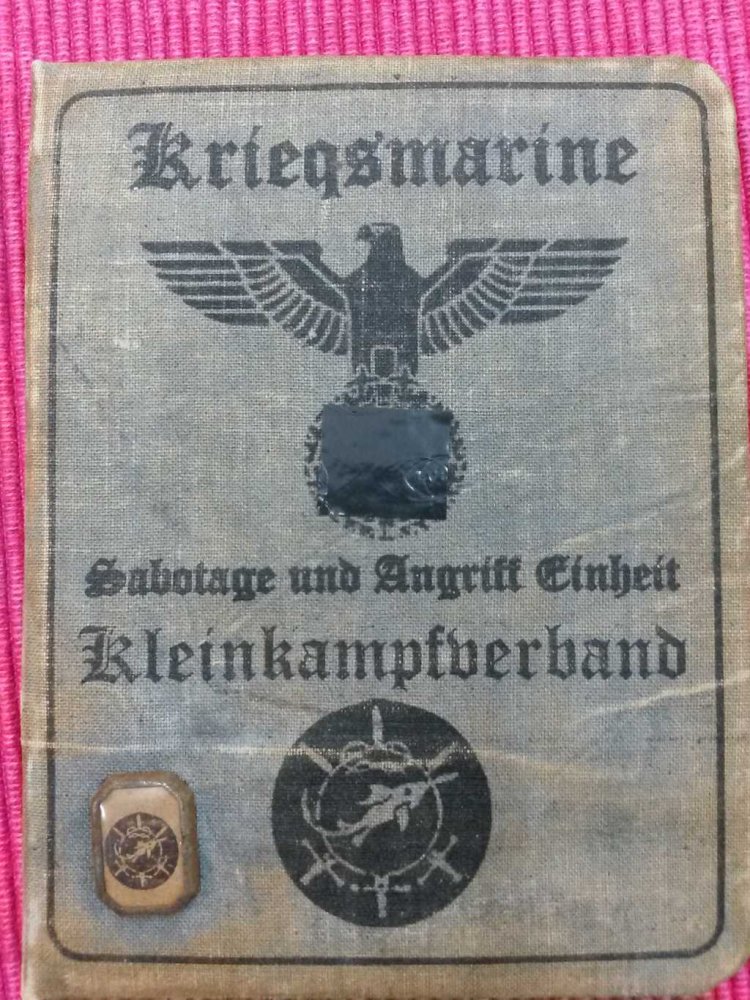 Kriegsmarine
Sabotage und Angriff Einheit
Kleinkampfverband